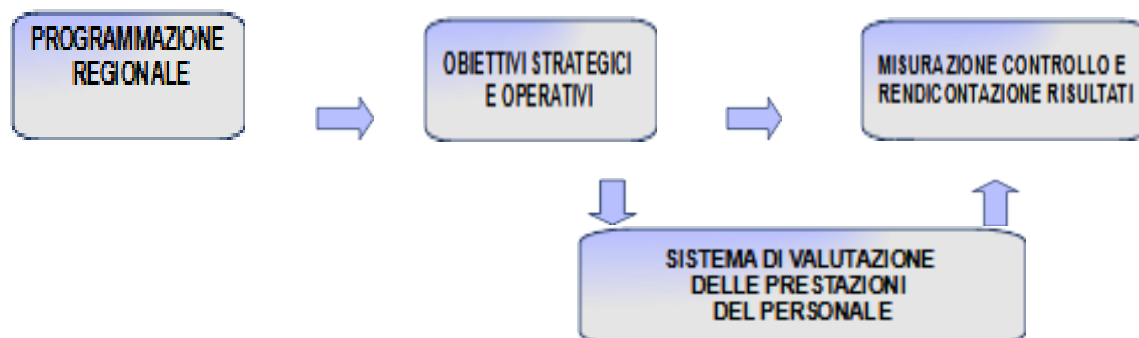 PROGRAMMAZIONE
REGIONALE
OBIETTIVI STRATEGICI
E OPERATIVI
MISURAZIONE CONTROLLO E
RENDICONTAZIONE RISULTATI
SISTEMA DI VALUTAZIONE
DELLE PRESTAZIONI
DEL PERSONALE